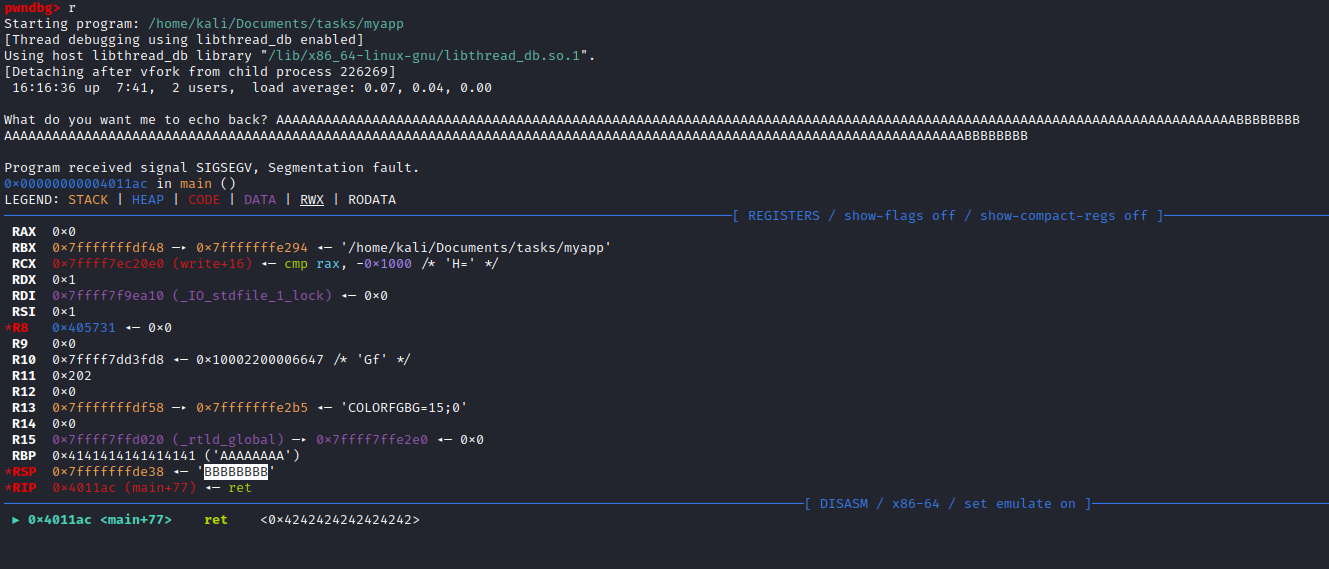 pwndbg> r
Starting program: /home/kali/Documents/tasks/myapp
[Thread debugging using libthread_db enabled]
Using host libthread_db library "/lib/x86_64-linux-gnu/libthread_db.so.1".
[Detaching after vfork from child process 226269]
16:16:36 up  7:41,  2 users,  load average: 0.07, 0.04, 0.00
What do you want me to echo back? AAAAAAAAAAAAAAAAAAAAAAAAAAAAAAAAAAAAAAAAAAAAAAAAAAAAAAAAAAAAAAAAAAAAAAAAAAAAAAAAAAAAAAAAAAAAAAAAAAAAAAAAAAAAAAAAAAAAAAAABBBBBBBB
AAAAAAAAAAAAAAAAAAAAAAAAAAAAAAAAAAAAAAAAAAAAAAAAAAAAAAAAAAAAAAAAAAAAAAAAAAAAAAAAAAAAAAAAAAAAAAAAAAAAAAAAAAAAAAAAAAAAAAAABBBBBBBB
Program received signal SIGSEGV, Segmentation fault.
0x00000000004011ac in main ()
LEGEND: STACK | HEAP | CODE | DATA | RWX | RODATA
[ REGISTERS / show-flags off / show-compact-regs off ]
RAX  0x0
RBX  0x7fffffffdf48 —▸ 0x7fffffffe294 ◂— '/home/kali/Documents/tasks/myapp'
RCX  0x7ffff7ec20e0 (write+16) ◂— cmp rax, -0x1000 /* 'H=' */
RDX  0x1
RDI  0x7ffff7f9ea10 (_IO_stdfile_1_lock) ◂— 0x0
RSI  0x1
*R8   0x405731 ◂— 0x0
R9   0x0
R10  0x7ffff7dd3fd8 ◂— 0x10002200006647 /* 'Gf' */
R11  0x202
R12  0x0
R13  0x7fffffffdf58 —▸ 0x7fffffffe2b5 ◂— 'COLORFGBG=15;0'
R14  0x0
R15  0x7ffff7ffd020 (_rtld_global) —▸ 0x7ffff7ffe2e0 ◂— 0x0
RBP  0x4141414141414141 ('AAAAAAAA')
*RSP  0x7fffffffde38 ◂— 'BBBBBBBB'
*RIP  0x4011ac (main+77) ◂— ret
[ DISASM / x86-64 / set emulate on ]
► 0x4011ac <main+77>    ret    <0x4242424242424242>